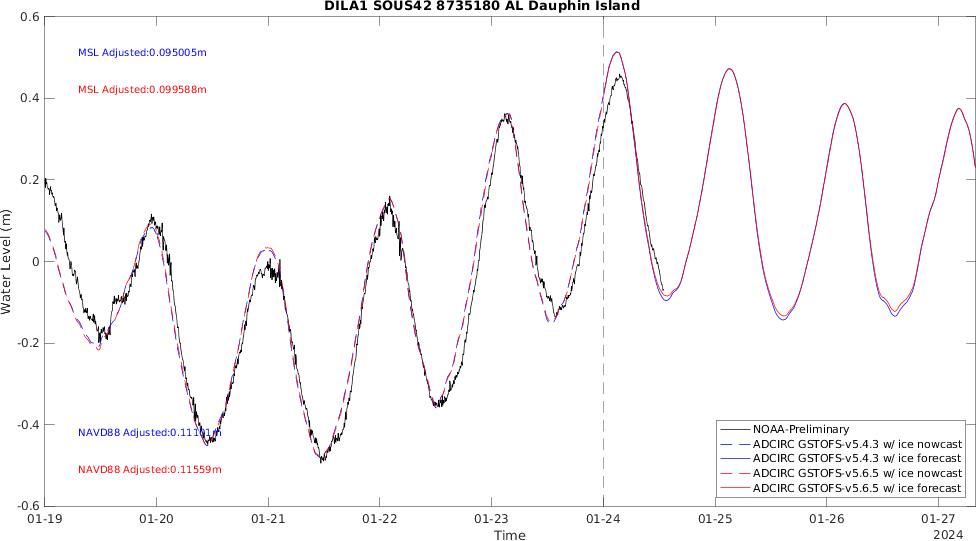 DILA1 SOUS42 8735180 AL Dauphin Island
0.6
MSL Adjusted:0.095005m
MSL Adjusted:0.099588m
0.4
0.2
0
-0.2
-0.4
-0.6
Water Level (m)
NAVD88 Adjusted:0.11101m
NAVD88 Adjusted:0.11559m
NOAA-Preliminary
ADCIRC GSTOFS-v5.4.3 w/ ice nowcast
ADCIRC GSTOFS-v5.4.3 w/ ice forecast
ADCIRC GSTOFS-v5.6.5 w/ ice nowcast
ADCIRC GSTOFS-v5.6.5 w/ ice forecast
01-19 01-20 01-21 01-22 01-23 01-24 01-25 01-26 01-27
Time
2024